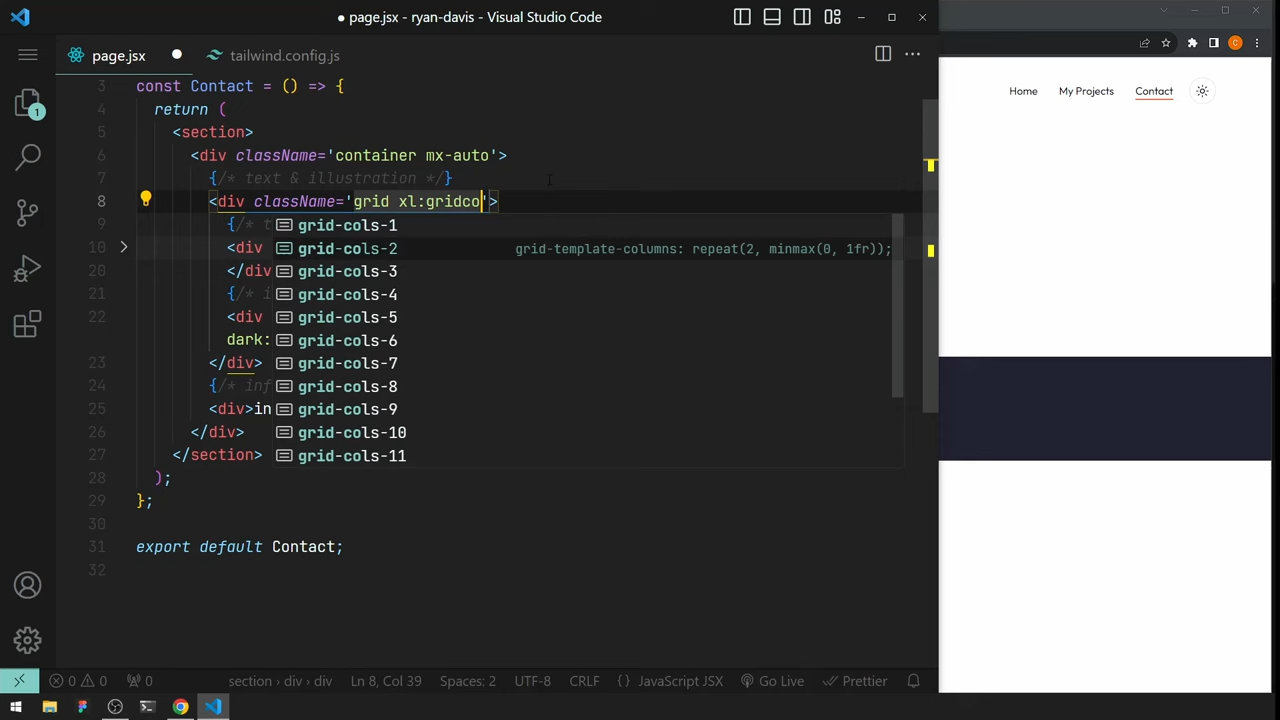 ● page.jsx - ryan-davis - Visual Studio Code
page.jsx
tailwind.config.js
Home
My Projects
Contact
C
1
3 const Contact = () => {
4 return (
5 <section>
6 <div className='container mx-auto'>
7 {/* text & illustration */}
8 <div className='grid xl:gridco'>
9 {/* t
grid-cols-1
10 <div
grid-cols-2 grid-template-columns: repeat(2, minmax(0, 1fr));
20 </div
grid-cols-3
21 {/* i
grid-cols-4
22 <div
grid-cols-5
dark:
grid-cols-6
23 </div>
grid-cols-7
24 {/* inf
grid-cols-8
25 <div>in
grid-cols-9
26 </div>
grid-cols-10
27 </section>
grid-cols-11
28 );
29 };
30
31 export default Contact;
32
0 0 0
section › div › div
Ln 8, Col 39
Spaces: 2
UTF-8
CRLF
{ } JavaScript JSX
Go Live
Prettier